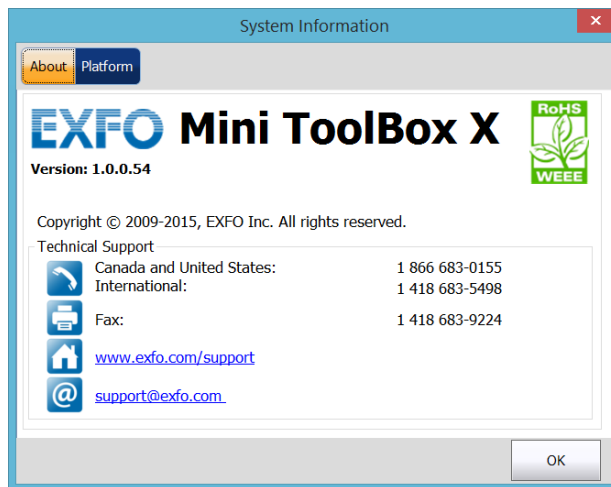 System Information
About Platform
EXFO Mini ToolBox X
RoHS
WEEE
Version: 1.0.0.54
Copyright © 2009-2015, EXFO Inc. All rights reserved.
Technical Support
Canada and United States: 1 866 683-0155
International: 1 418 683-5498
Fax: 1 418 683-9224
www.exfo.com/support
@ support@exfo.com
OK